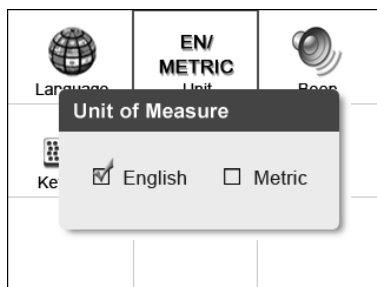 EN/
METRIC
Language
Unit
Beep
Unit of Measure
Ke
English
Metric